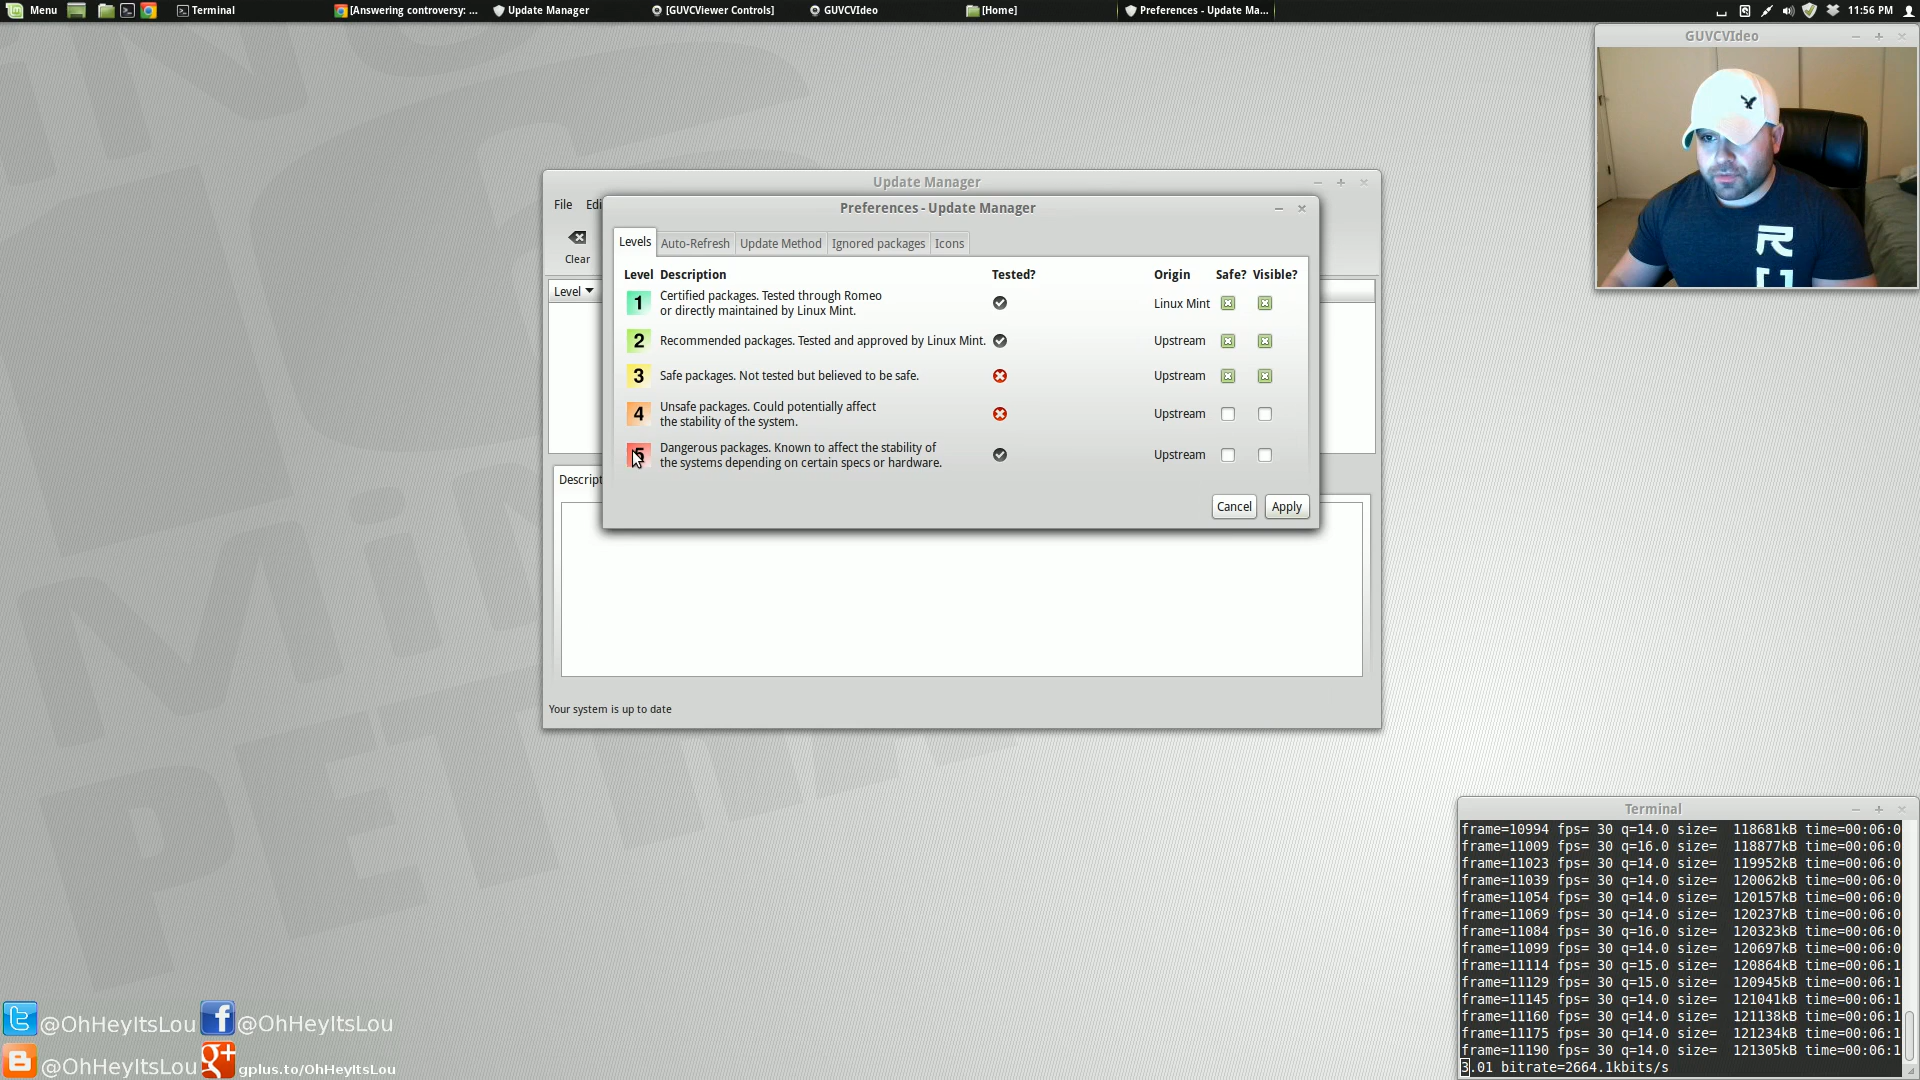 Menu
Terminal
[Answering controversy: ...
Update Manager
[GUVCViewer Controls]
GUVCVIdeo
[Home]
Preferences - Update Ma...
11:56 PM
GUVCVIdeo
Update Manager
File Edi
Clear
Level
Preferences - Update Manager
Levels
Auto-Refresh
Update Method
Ignored packages
Icons
Level Description Tested? Origin Safe? Visible?
1 Certified packages. Tested through Romeo
or directly maintained by Linux Mint.
Linux Mint
2 Recommended packages. Tested and approved by Linux Mint.
Upstream
3 Safe packages. Not tested but believed to be safe.
Upstream
4 Unsafe packages. Could potentially affect
the stability of the system.
Upstream
5 Dangerous packages. Known to affect the stability of
the systems depending on certain specs or hardware.
Upstream
Cancel
Apply
Descript
Your system is up to date
Terminal
frame=10994 fps= 30 q=14.0 size= 118681kB time=00:06:0
frame=11009 fps= 30 q=16.0 size= 118877kB time=00:06:0
frame=11023 fps= 30 q=14.0 size= 119952kB time=00:06:0
frame=11039 fps= 30 q=14.0 size= 120062kB time=00:06:0
frame=11054 fps= 30 q=14.0 size= 120157kB time=00:06:0
frame=11069 fps= 30 q=14.0 size= 120237kB time=00:06:0
frame=11084 fps= 30 q=16.0 size= 120323kB time=00:06:0
frame=11099 fps= 30 q=14.0 size= 120697kB time=00:06:0
frame=11114 fps= 30 q=15.0 size= 120864kB time=00:06:1
frame=11129 fps= 30 q=15.0 size= 120945kB time=00:06:1
frame=11145 fps= 30 q=14.0 size= 121041kB time=00:06:1
frame=11160 fps= 30 q=14.0 size= 121138kB time=00:06:1
frame=11175 fps= 30 q=14.0 size= 121234kB time=00:06:1
frame=11190 fps= 30 q=14.0 size= 121305kB time=00:06:1
3.01 bitrate=2664.1kbits/s
@OhHeyItsLou
@OhHeyItsLou
@OhHeyItsLou
gplus.to/OhHeyItsLou